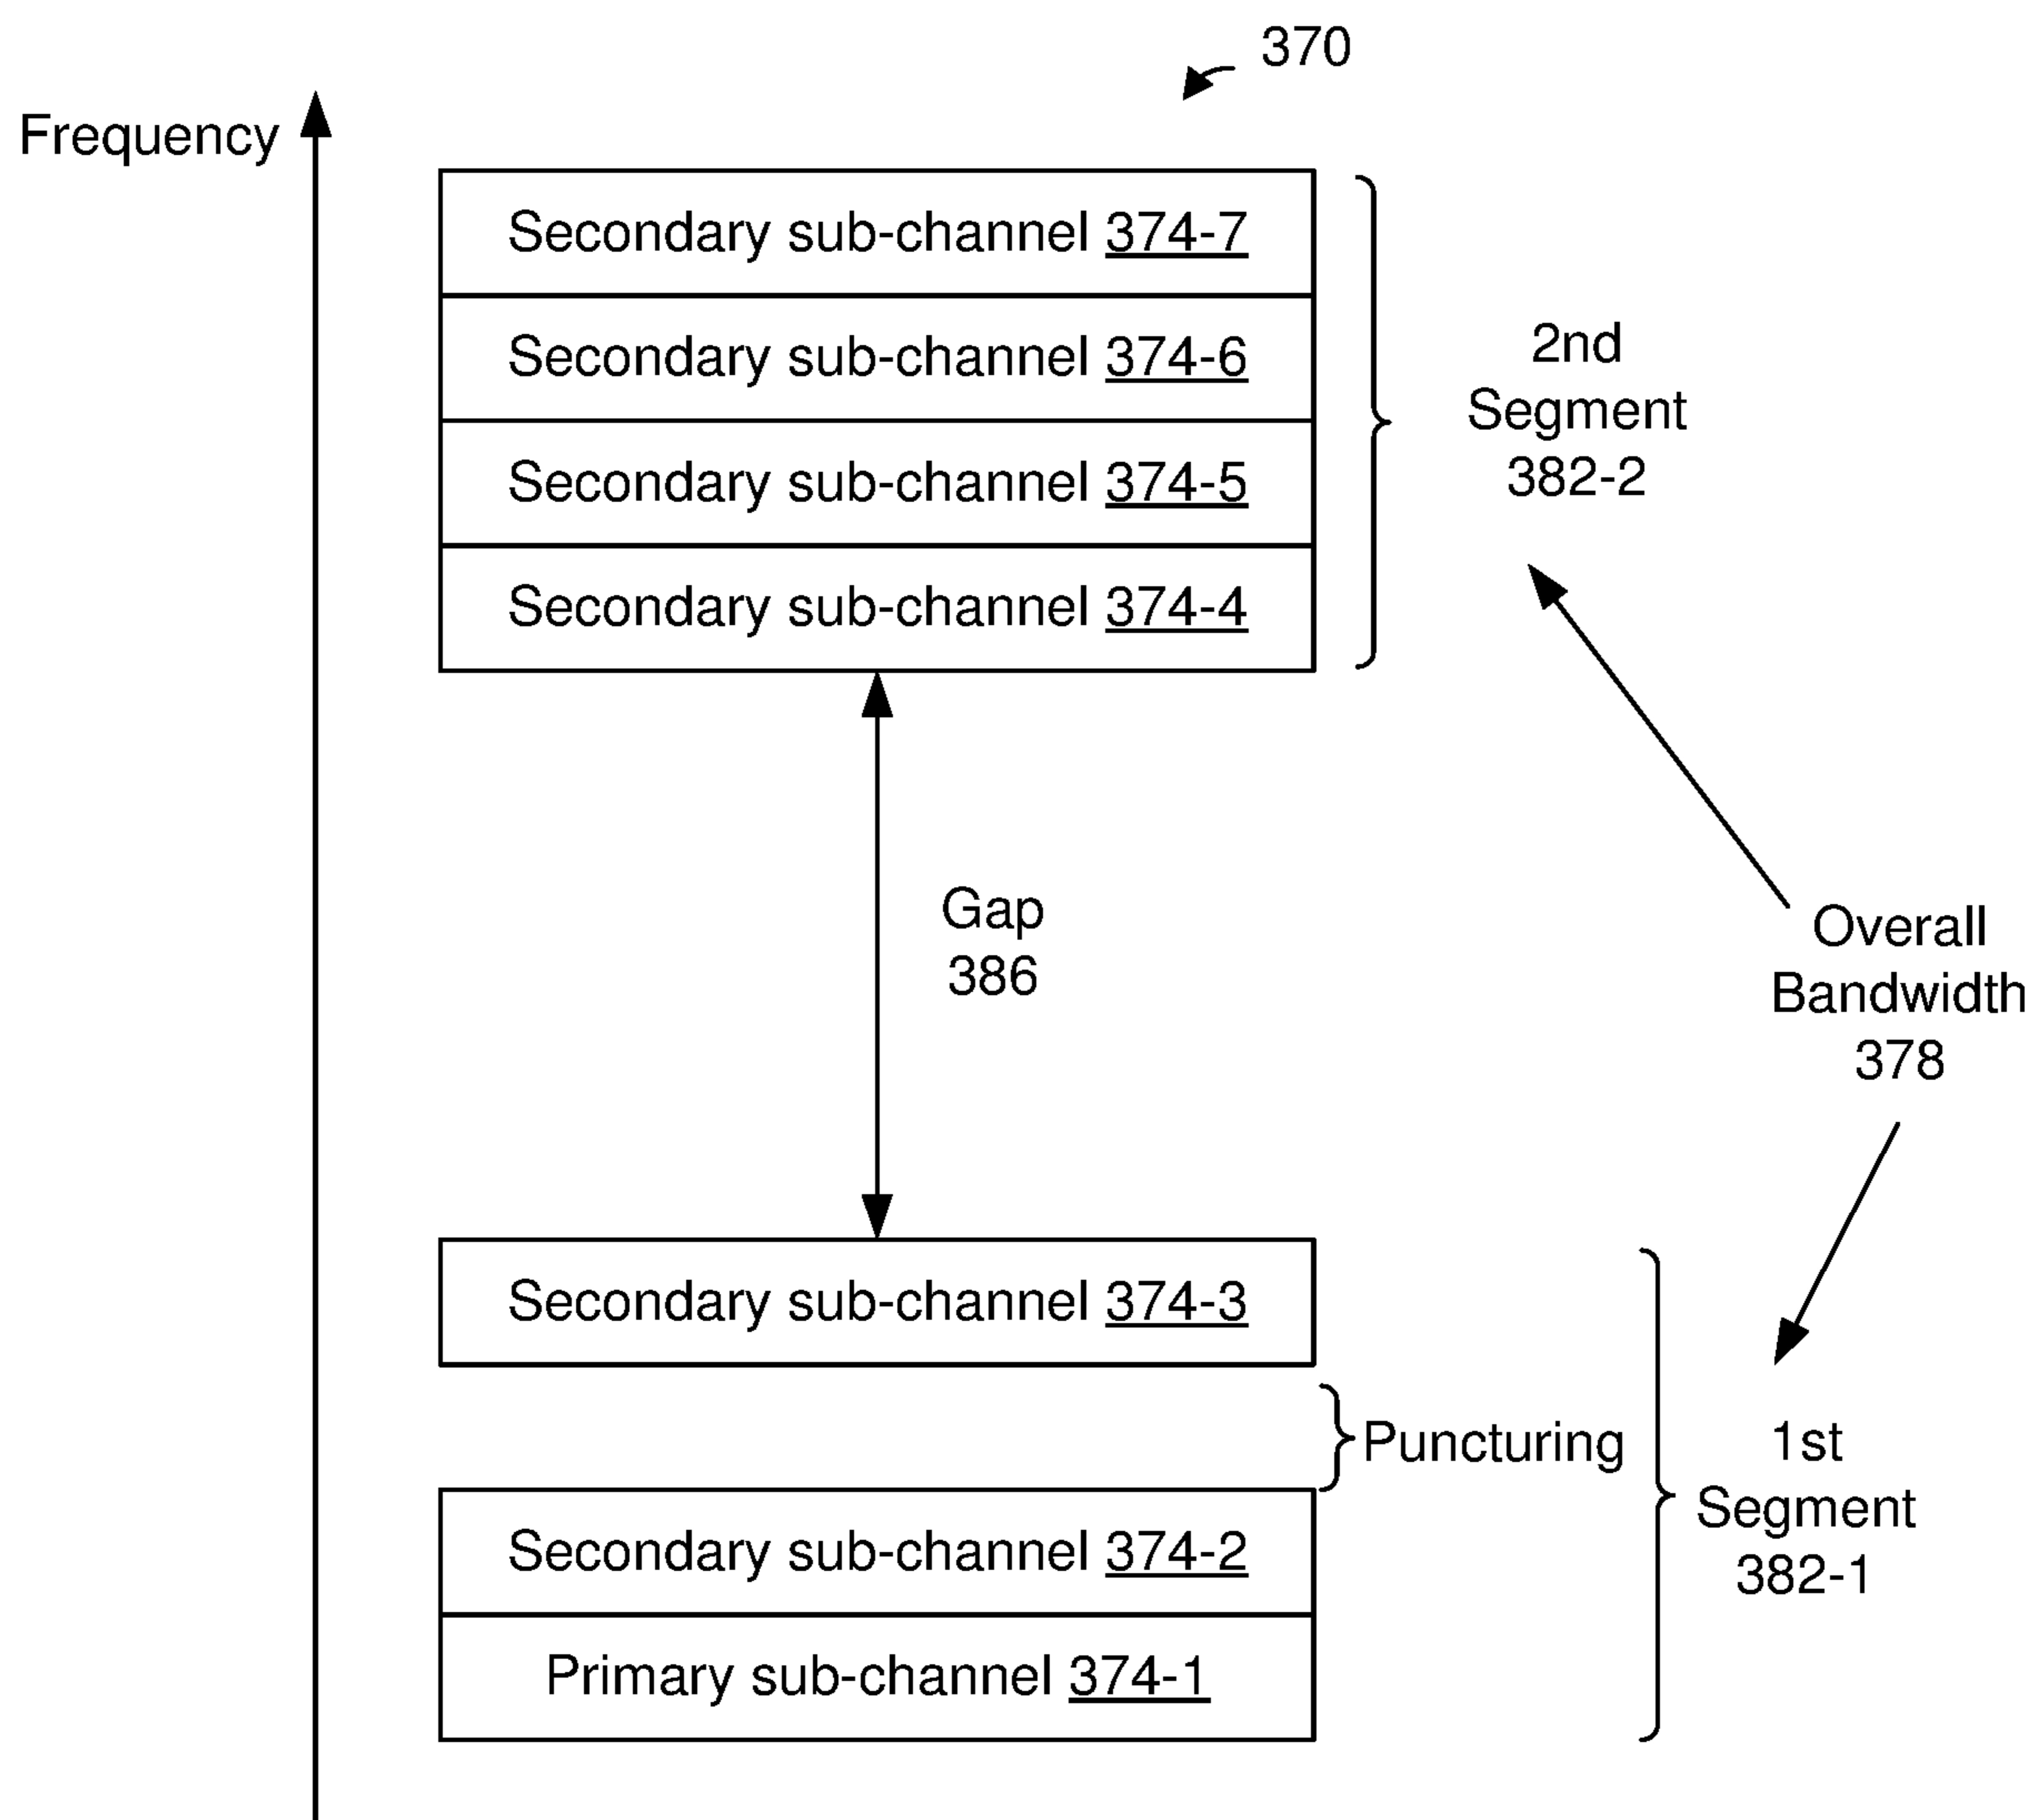 370
Frequency
Secondary sub-channel 374-7
Secondary sub-channel 374-6
Secondary sub-channel 374-5
Secondary sub-channel 374-4
2nd
Segment
382-2
Gap
386
Overall
Bandwidth
378
Secondary sub-channel 374-3
Puncturing
Secondary sub-channel 374-2
Primary sub-channel 374-1
1st
Segment
382-1